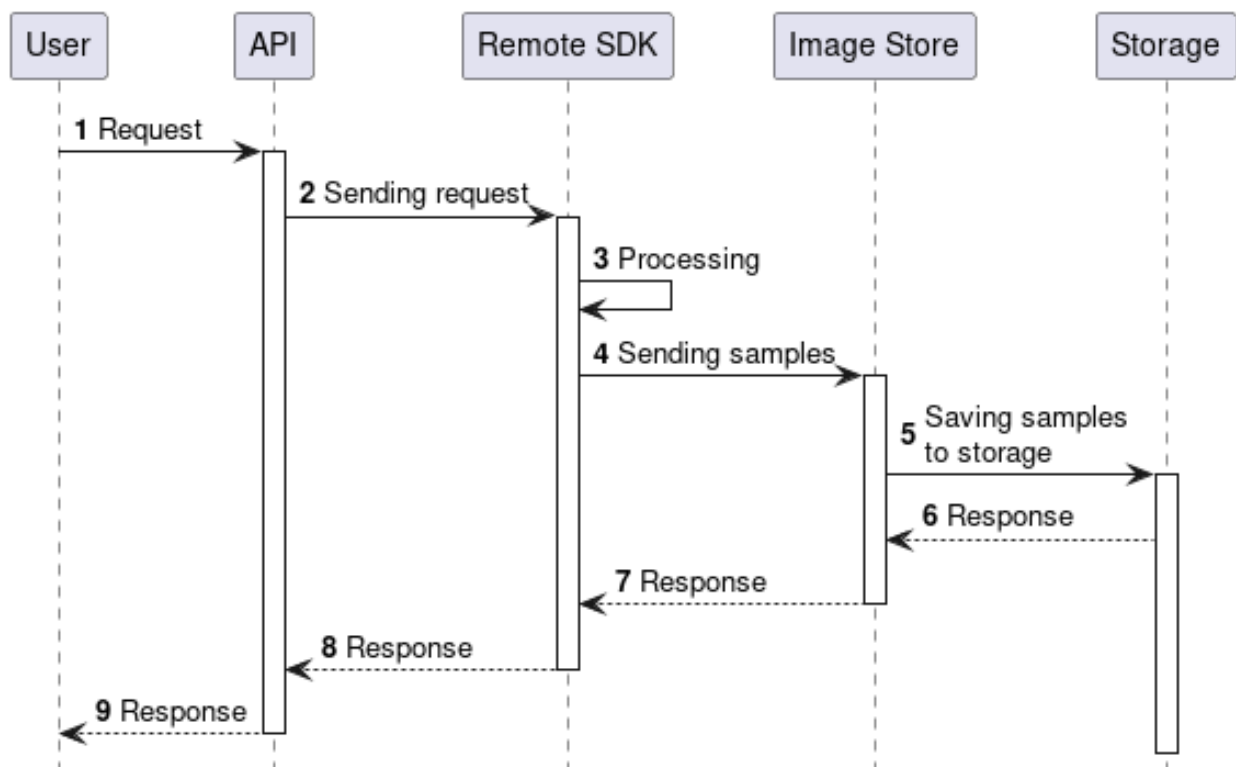 User
API
Remote SDK
Image Store
Storage
1 Request
2 Sending request
3 Processing
4 Sending samples
5 Saving samples
to storage
6 Response
7 Response
8 Response
9 Response